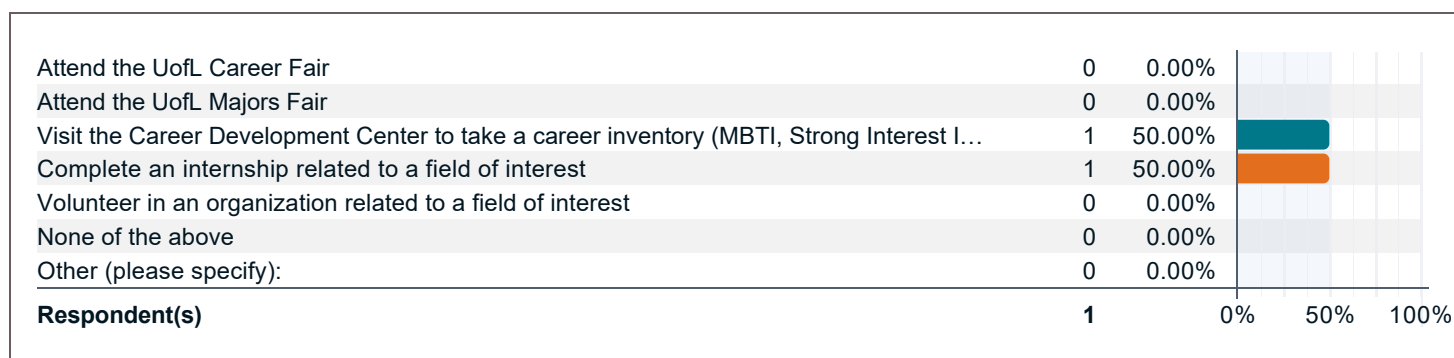 Attend the UofL Career Fair 0 0.00%
Attend the UofL Majors Fair 0 0.00%
Visit the Career Development Center to take a career inventory (MBTI, Strong Interest I... 1 50.00%
Complete an internship related to a field of interest 1 50.00%
Volunteer in an organization related to a field of interest 0 0.00%
None of the above 0 0.00%
Other (please specify): 0 0.00%
Respondent(s) 1 0% 50% 100%